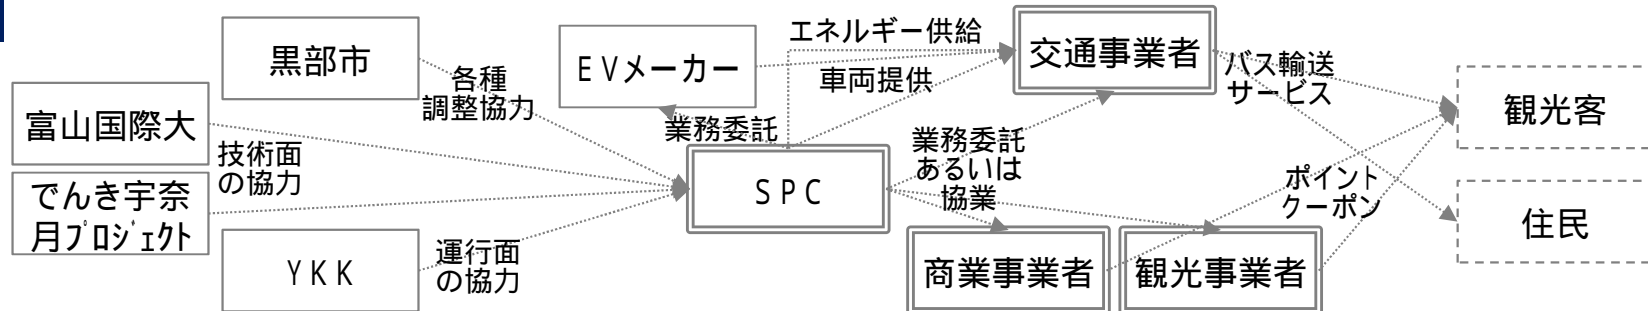 黒部市
富山国際大
でんき宇奈
月ﾌﾟﾛｼﾞｪｸﾄ
YKK
各種
調整協力
技術面
の協力
運行面
の協力
EVメーカー
業務委託
SPC
エネルギー供給
車両提供
交通事業者
業務委託
あるいは
協業
商業事業者
観光事業者
バス輸送
サービス
ポイント
クーポン
観光客
住民